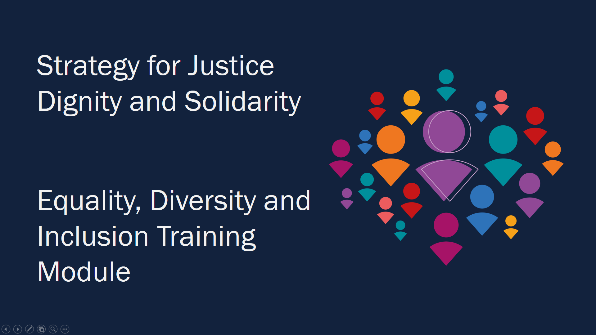 Strategy for Justice
Dignity and Solidarity
Equality, Diversity and
Inclusion Training
Module